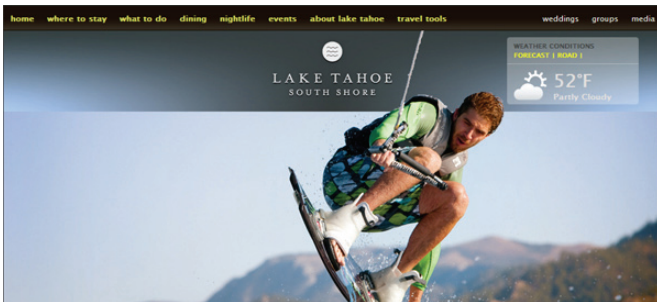 home where to stay what to do dining nightlife events about lake tahoe travel tools weddings groups media
LAKE TAHOE
SOUTH SHORE
WEATHER CONDITIONS
FORECAST | ROAD |
52°F
Partly Cloudy